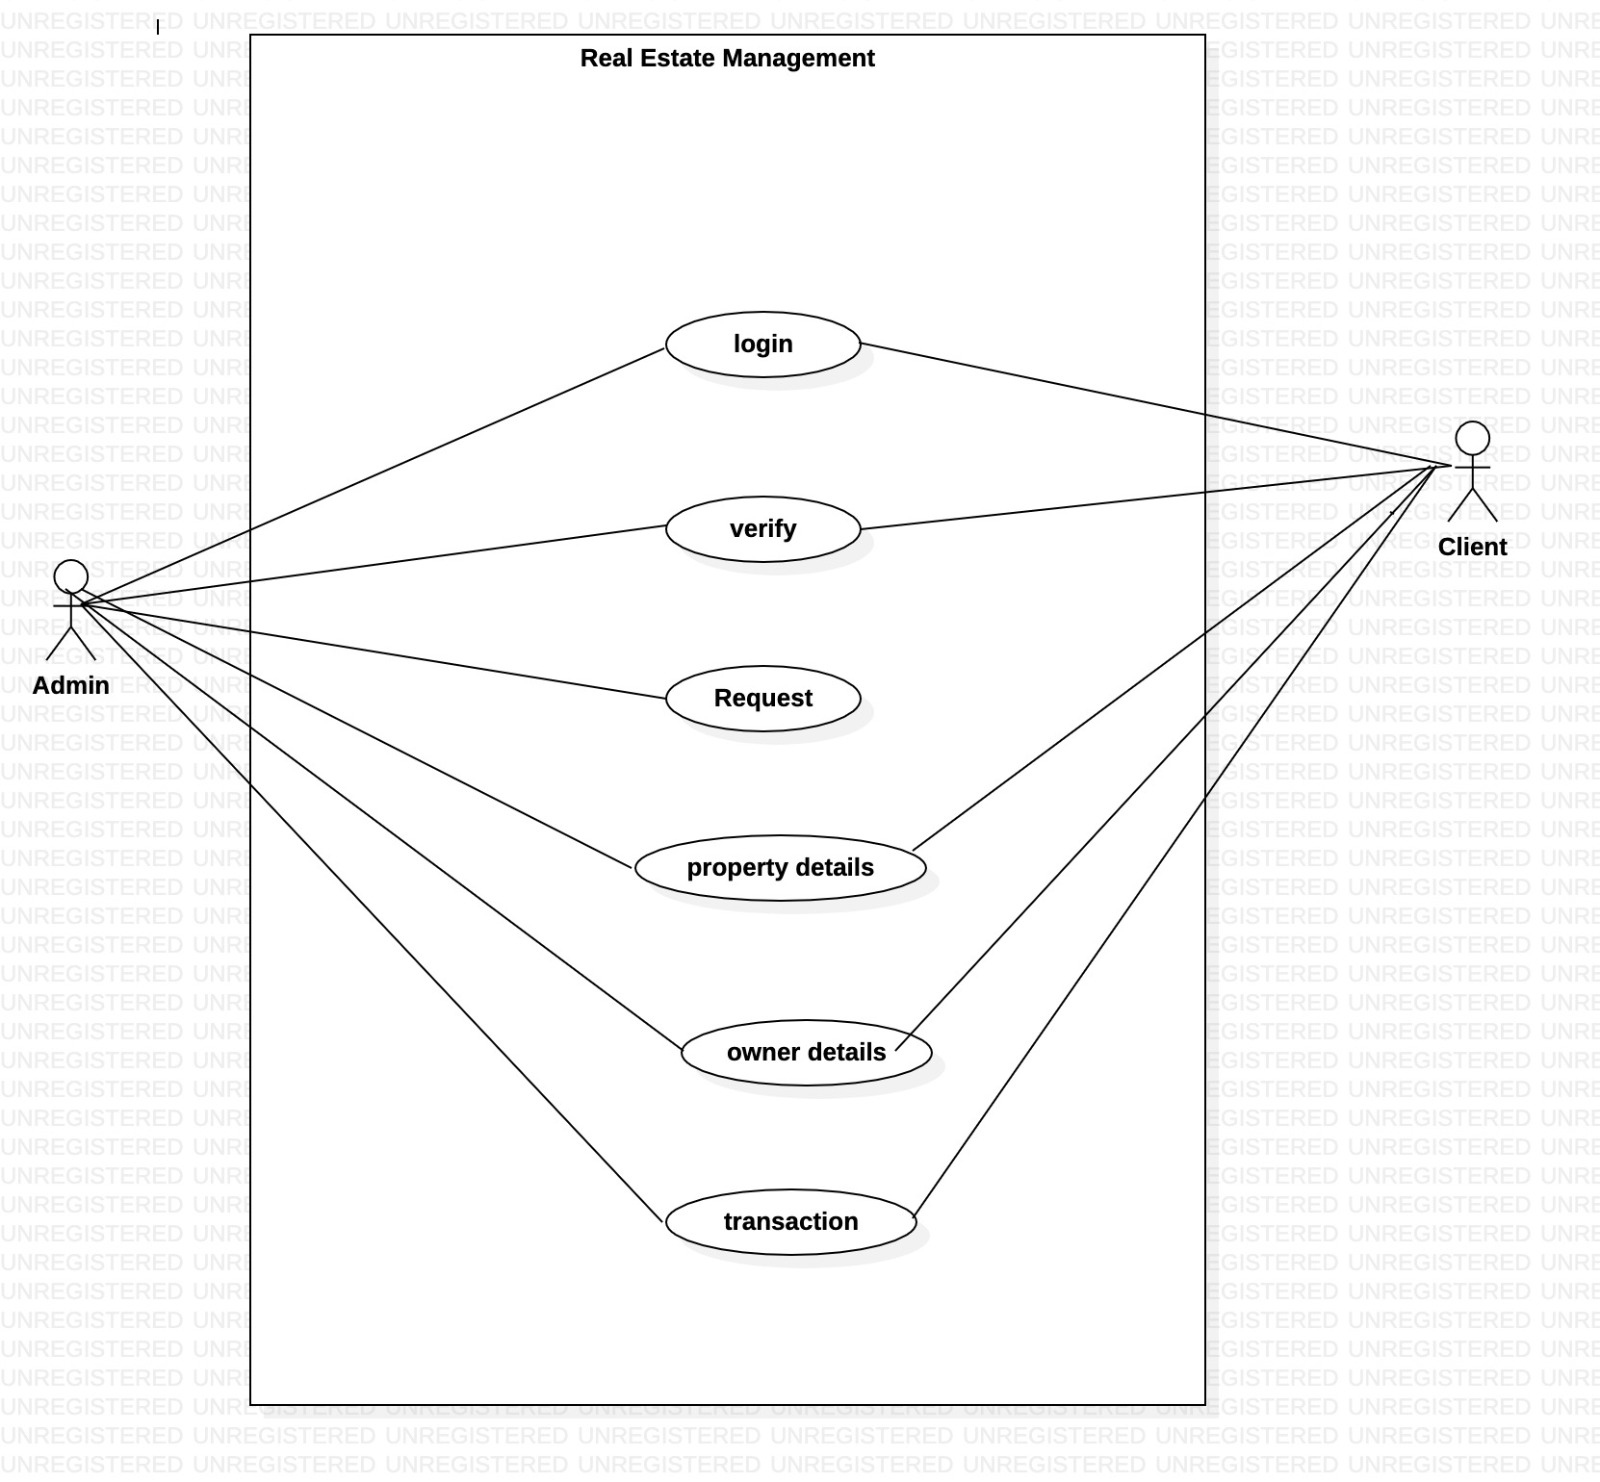 Real Estate Management
login
verify
Client
Admin
Request
property details
owner details
transaction
UNREGISTERED UNREGISTERED UNREGISTERED UNREGISTERED UNREGISTERED UNREGISTERED UNREGISTERED UNREGISTERED